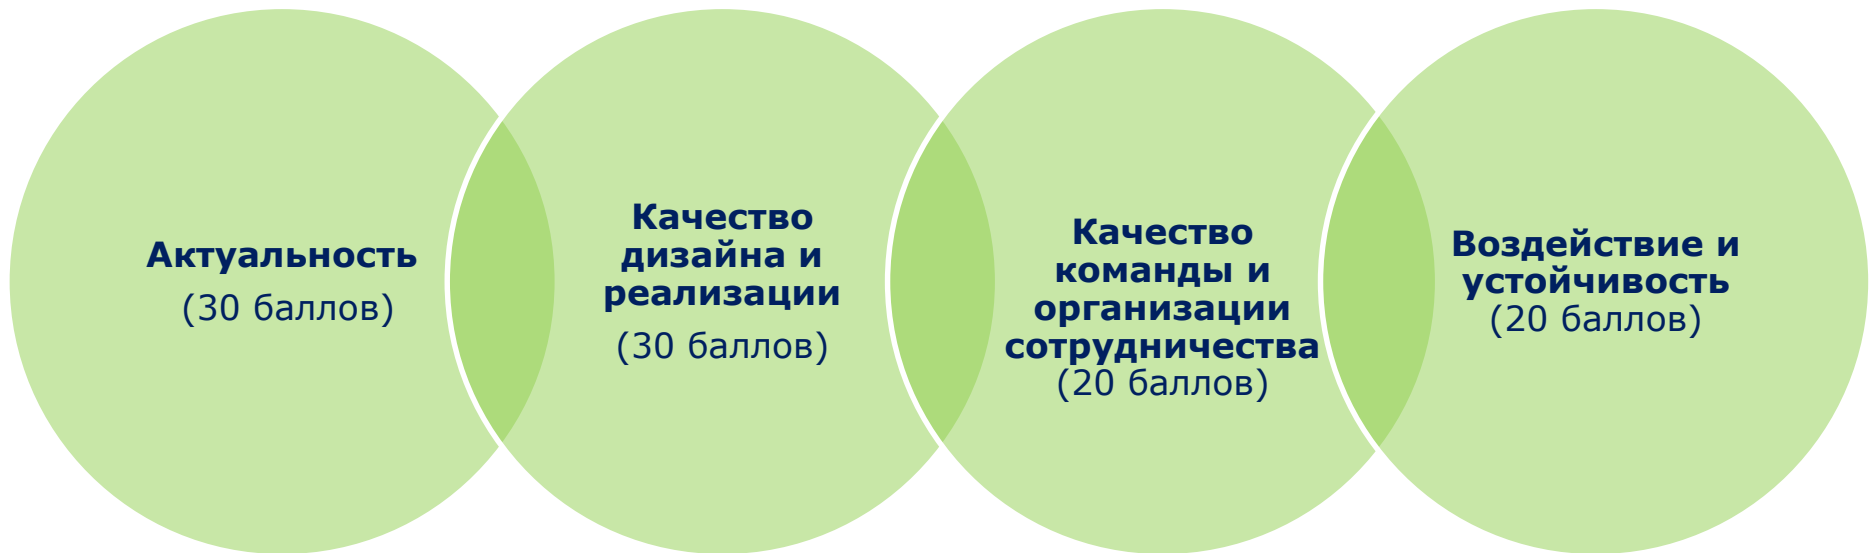 Актуальность
(30 баллов)
Качество
дизайна и
реализации
(30 баллов)
Качество
команды и
организации
сотрудничества
(20 баллов)
Воздействие и
устойчивость
(20 баллов)